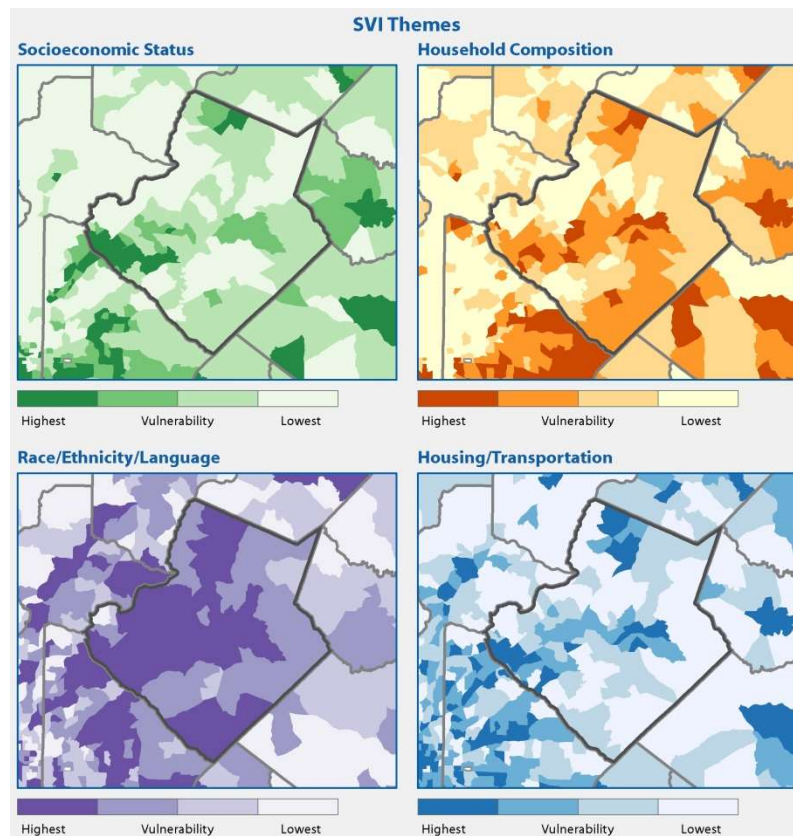 SVI Themes
Socioeconomic Status
Household Composition
Highest Vulnerability Lowest
Highest Vulnerability Lowest
Race/Ethnicity/Language
Housing/Transportation
Highest Vulnerability Lowest
Highest Vulnerability Lowest